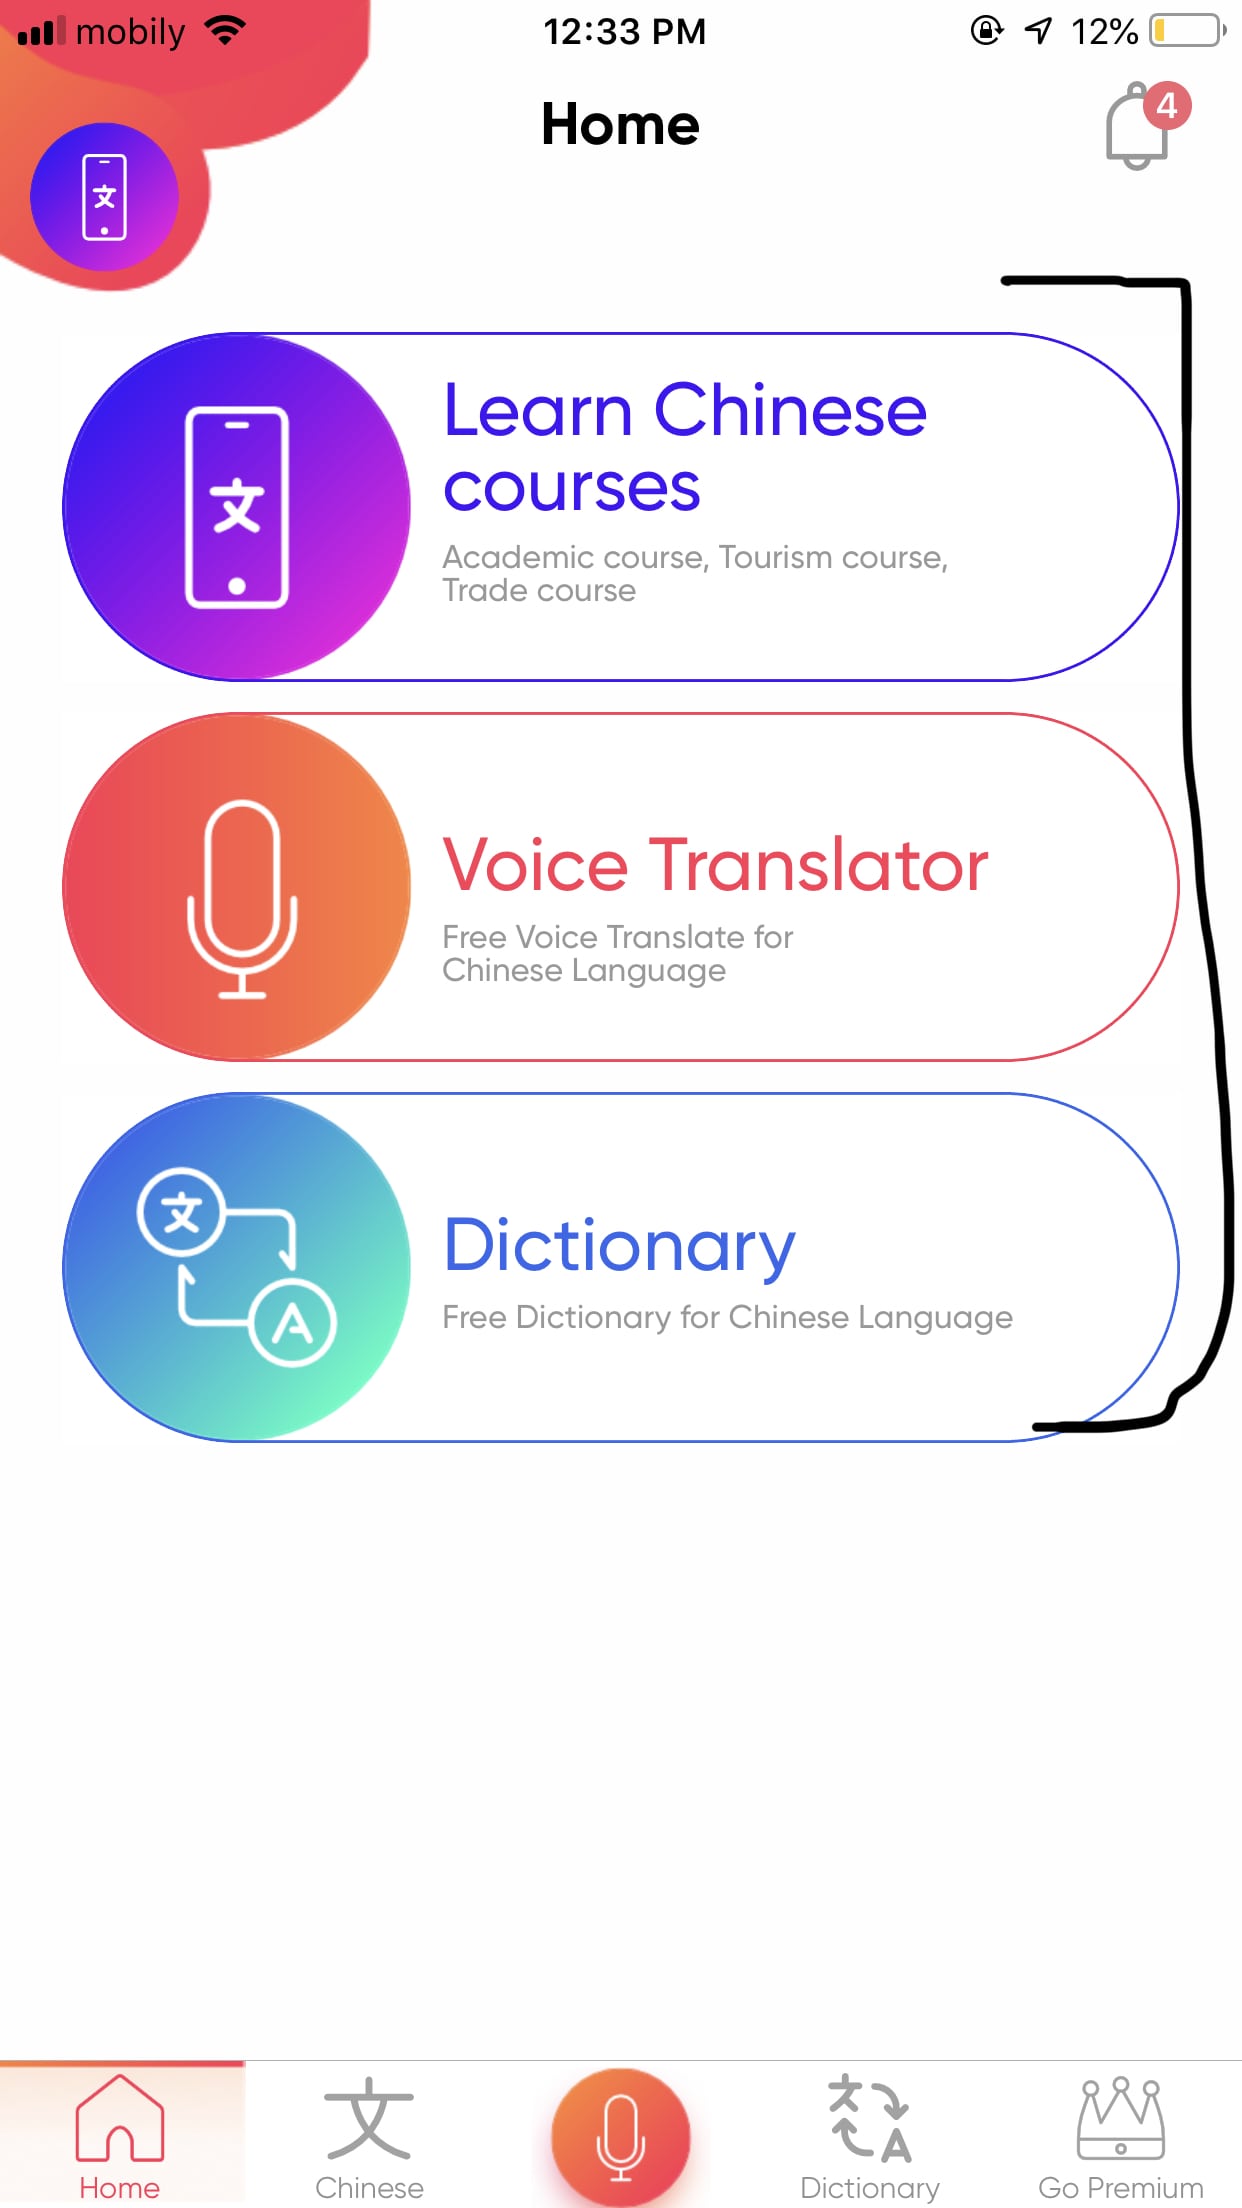 mobily
12:33 PM
12%
Home
4
文
Learn Chinese
courses
Academic course, Tourism course,
Trade course
文
Voice Translator
Free Voice Translate for
Chinese Language
文
A
Dictionary
Free Dictionary for Chinese Language
文
A
Home
Chinese
Dictionary
Go Premium